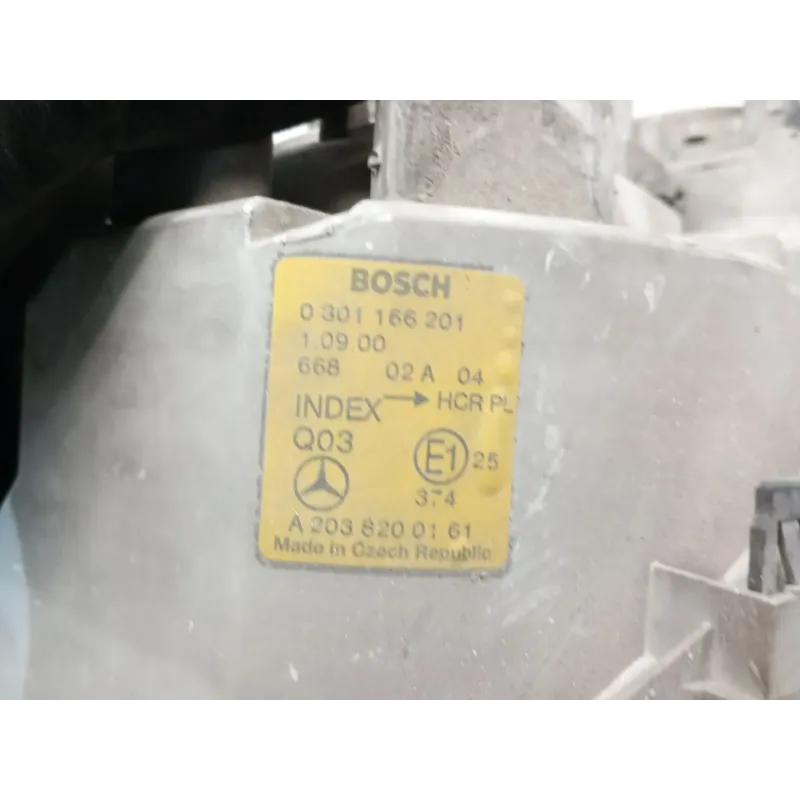 BOSCH
0 301 166 201
1.09 00
668 02 A 04
INDEX → HCR PL
Q03
E1 25
374
A 203 820 01 61
Made in Czech Republic